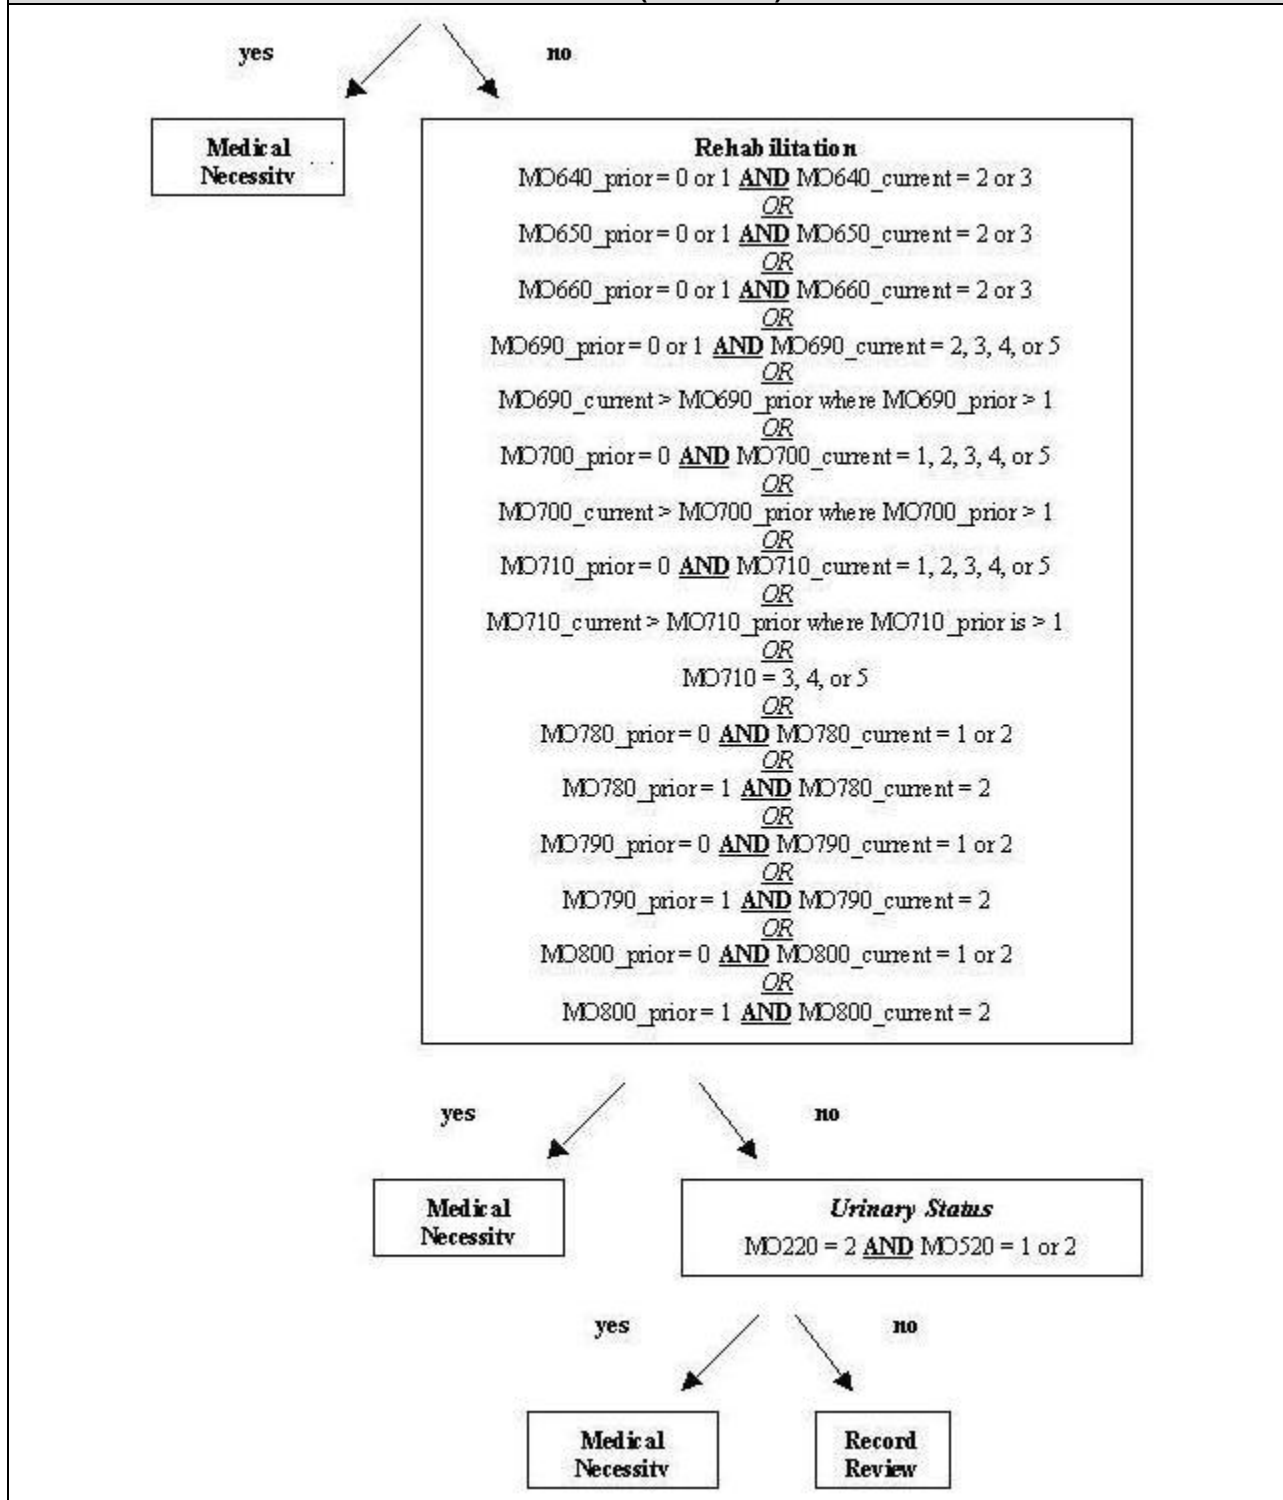 yes
no
Medical
Necessity
Rehabilitation
MO640_prior = 0 or 1 AND MO640_current = 2 or 3
OR
MO650_prior = 0 or 1 AND MO650_current = 2 or 3
OR
MO660_prior = 0 or 1 AND MO660_current = 2 or 3
OR
MO690_prior = 0 or 1 AND MO690_current = 2, 3, 4, or 5
OR
MO690_current > MO690_prior where MO690_prior > 1
OR
MO700_prior = 0 AND MO700_current = 1, 2, 3, 4, or 5
OR
MO700_current > MO700_prior where MO700_prior > 1
OR
MO710_prior = 0 AND MO710_current = 1, 2, 3, 4, or 5
OR
MO710_current > MO710_prior where MO710_prior is > 1
OR
MO710 = 3, 4, or 5
OR
MO780_prior = 0 AND MO780_current = 1 or 2
OR
MO780_prior = 1 AND MO780_current = 2
OR
MO790_prior = 0 AND MO790_current = 1 or 2
OR
MO790_prior = 1 AND MO790_current = 2
OR
MO800_prior = 0 AND MO800_current = 1 or 2
OR
MO800_prior = 1 AND MO800_current = 2
yes
no
Medical
Necessity
Urinary Status
MO220 = 2 AND MO520 = 1 or 2
yes
no
Medical
Necessity
Record
Review